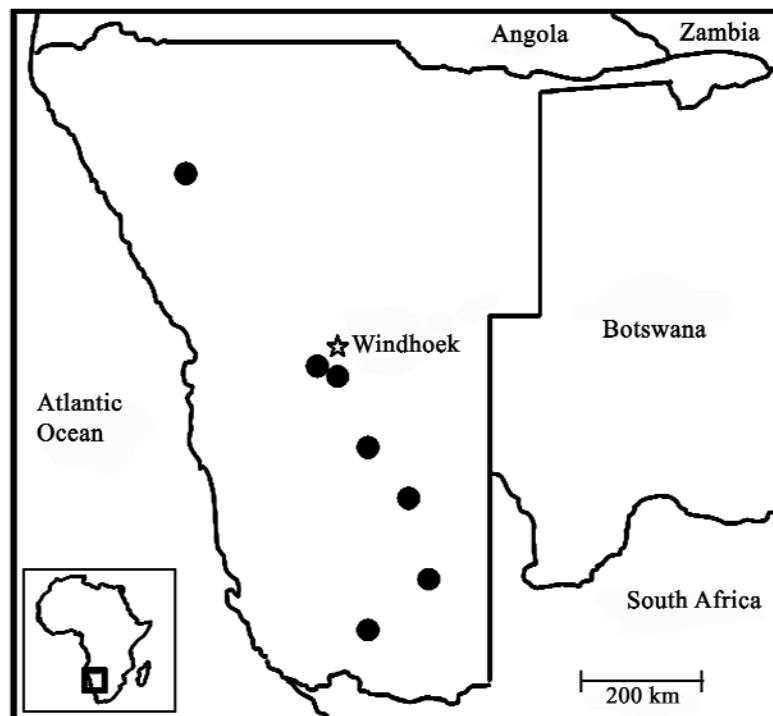 Angola
Zambia
Windhoek
Botswana
Atlantic
Ocean
South Africa
200 km